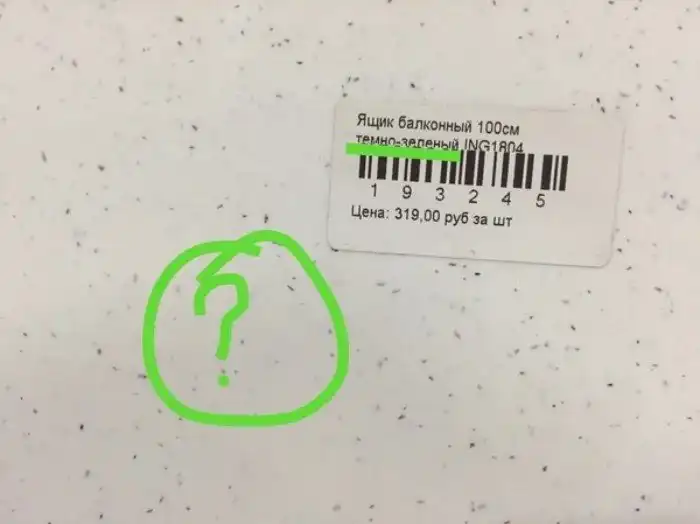 Ящик балконный 100см
темно-зеленый ING1804
1 9 3 2 4 5
Цена: 319,00 руб за шт
?